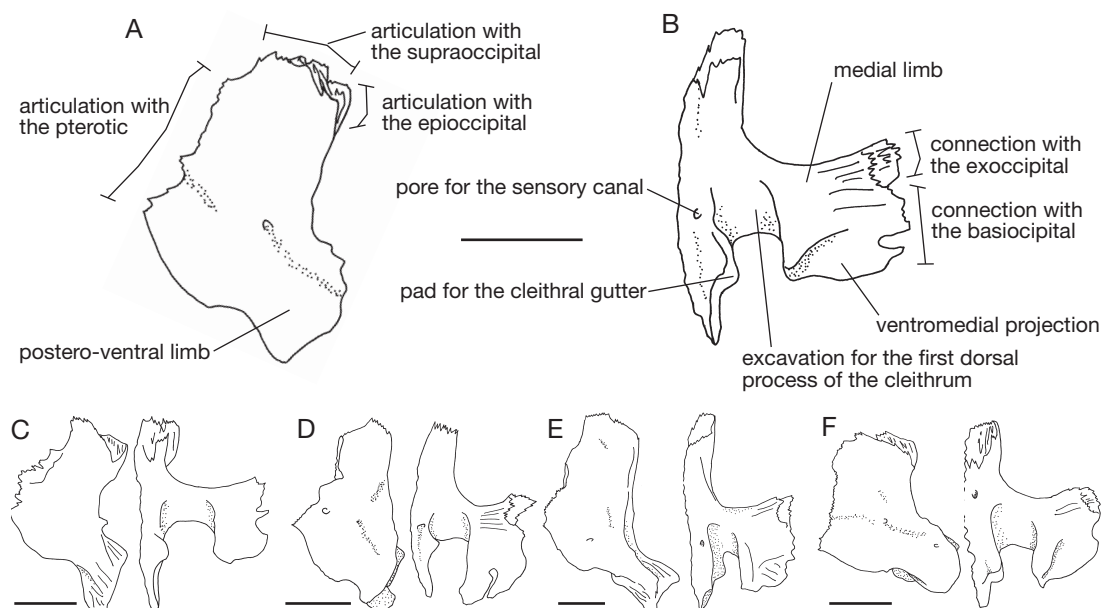 A
articulation with
the supraoccipital
articulation with
the pterotic
articulation with
the epioccipital
postero-ventral limb
B
medial limb
connection with
the exoccipital
pore for the sensory canal
connection with
the basiocipital
pad for the cleithral gutter
ventromedial projection
excavation for the first dorsal
process of the cleithrum
C
D
E
F